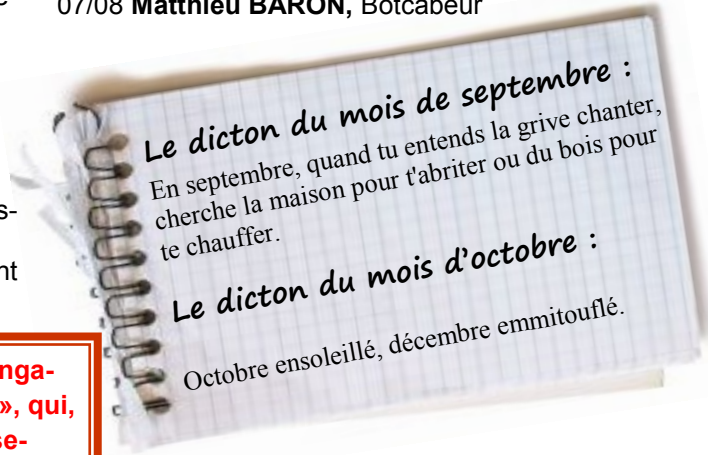 07/08 Matthieu BARON, Botcabeur
Le dicton du mois de septembre :
En septembre, quand tu entends la grive chanter,
cherche la maison pour t'abriter ou du bois pour
te chauffer.
Le dicton du mois d'octobre :
Octobre ensoleillé, décembre emmitouflé.
s-
nt
nga-
», qui,
se-